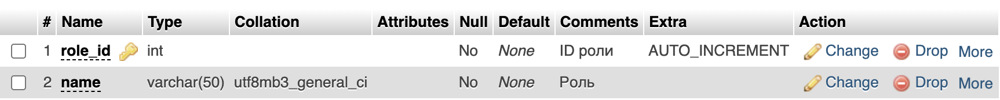 # Name Type Collation Attributes Null Default Comments Extra Action
1 role_id int No None ID роли AUTO_INCREMENT Change Drop More
2 name varchar(50) utf8mb3_general_ci No None Роль Change Drop More